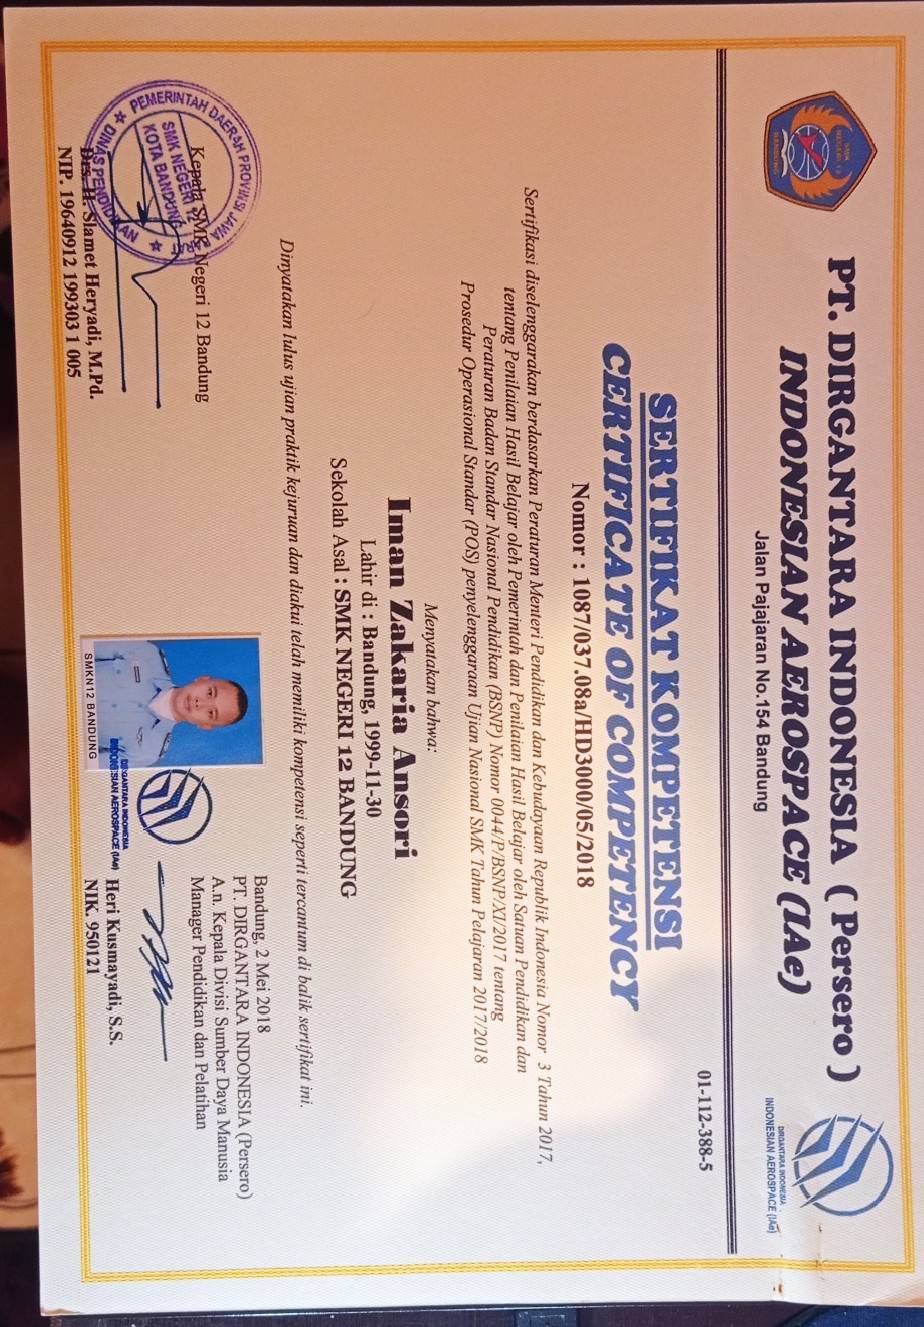 PT. DIRGANTARA INDONESIA ( Persero )
INDONESIAN AEROSPACE (IAe)
Jalan Pajajaran No.154 Bandung
DIRGANTARA INDONESIA
INDONESIAN AEROSPACE (IAe)
01-112-388-5
SERTIFIKAT KOMPETENSI
CERTIFICATE OF COMPETENCY
Nomor : 1087/037.08a/HD3000/05/2018
Sertifikasi diselenggarakan berdasarkan Peraturan Menteri Pendidikan dan Kebudayaan Republik Indonesia Nomor 3 Tahun 2017,
tentang Penilaian Hasil Belajar oleh Pemerintah dan Penilaian Hasil Belajar oleh Satuan Pendidikan dan
Peraturan Badan Standar Nasional Pendidikan (BSNP) Nomor 0044/P/BSNP/XI/2017 tentang
Prosedur Operasional Standar (POS) penyelenggaraan Ujian Nasional SMK Tahun Pelajaran 2017/2018
Menyatakan bahwa:
Iman Zakaria Ansori
Lahir di : Bandung, 1999-11-30
Sekolah Asal : SMK NEGERI 12 BANDUNG
Dinyatakan lulus ujian praktik kejuruan dan diakui telah memiliki kompetensi seperti tercantum di balik sertifikat ini.
Kepala SMK Negeri 12 Bandung
PEMERINTAH DAERAH PROVINSI JAWA BARAT
SMK NEGERI 12
KOTA BANDUNG
DINAS PENDIDIKAN
Drs. H. Slamet Heryadi, M.Pd.
NIP. 19640912 199303 1 005
SMKN12 BANDUNG
Bandung, 2 Mei 2018
PT. DIRGANTARA INDONESIA (Persero)
A.n. Kepala Divisi Sumber Daya Manusia
Manager Pendidikan dan Pelatihan
DIRGANTARA INDONESIA
INDONESIAN AEROSPACE (IAe)
Heri Kusmayadi, S.S.
NIK. 950121